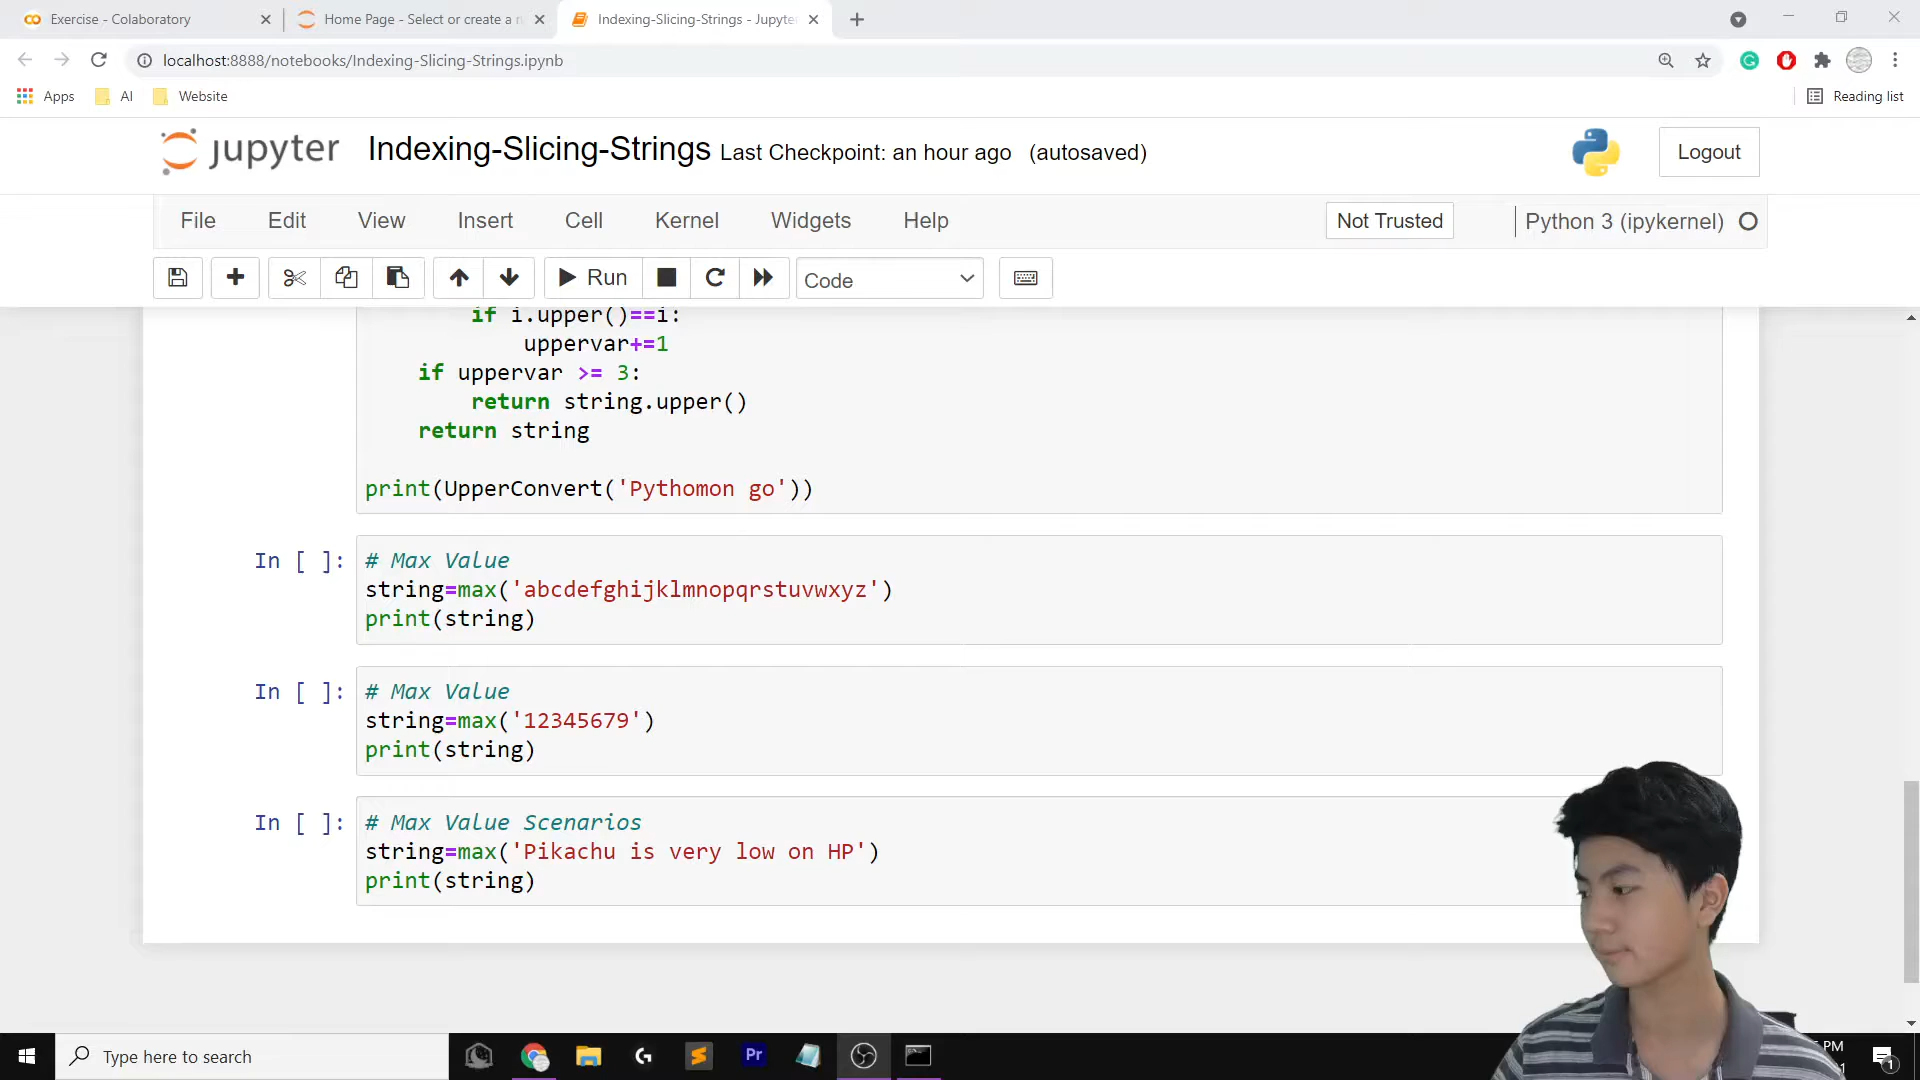 Exercise - Colaboratory
Home Page - Select or create a n
Indexing-Slicing-Strings - Jupyte
localhost:8888/notebooks/Indexing-Slicing-Strings.ipynb
Apps AI Website Reading list
jupyter Indexing-Slicing-Strings Last Checkpoint: an hour ago (autosaved) Logout
File Edit View Insert Cell Kernel Widgets Help Not Trusted Python 3 (ipykernel)
Run Code
if i.upper()==i:
uppervar+=1
if uppervar >= 3:
return string.upper()
return string
print(UpperConvert('Pythomon go'))
In [ ]: # Max Value
string=max('abcdefghijklmnopqrstuvwxyz')
print(string)
In [ ]: # Max Value
string=max('12345679')
print(string)
In [ ]: # Max Value Scenarios
string=max('Pikachu is very low on HP')
print(string)
Type here to search
Pr
PM
1